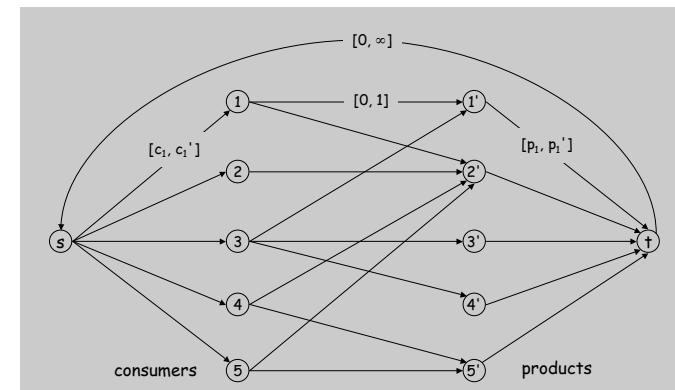 [0, ∞]
1 [0, 1] 1'
[c₁, c₁'] [p₁, p₁']
2 2'
s 3 3' t
4 4'
consumers 5 5' products